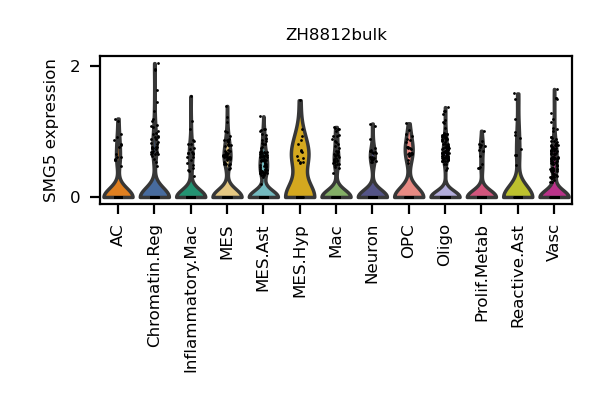 ZH8812bulk
SMG5 expression
2
0
AC
Chromatin.Reg
Inflammatory.Mac
MES
MES.Ast
MES.Hyp
Mac
Neuron
OPC
Oligo
Prolif.Metab
Reactive.Ast
Vasc